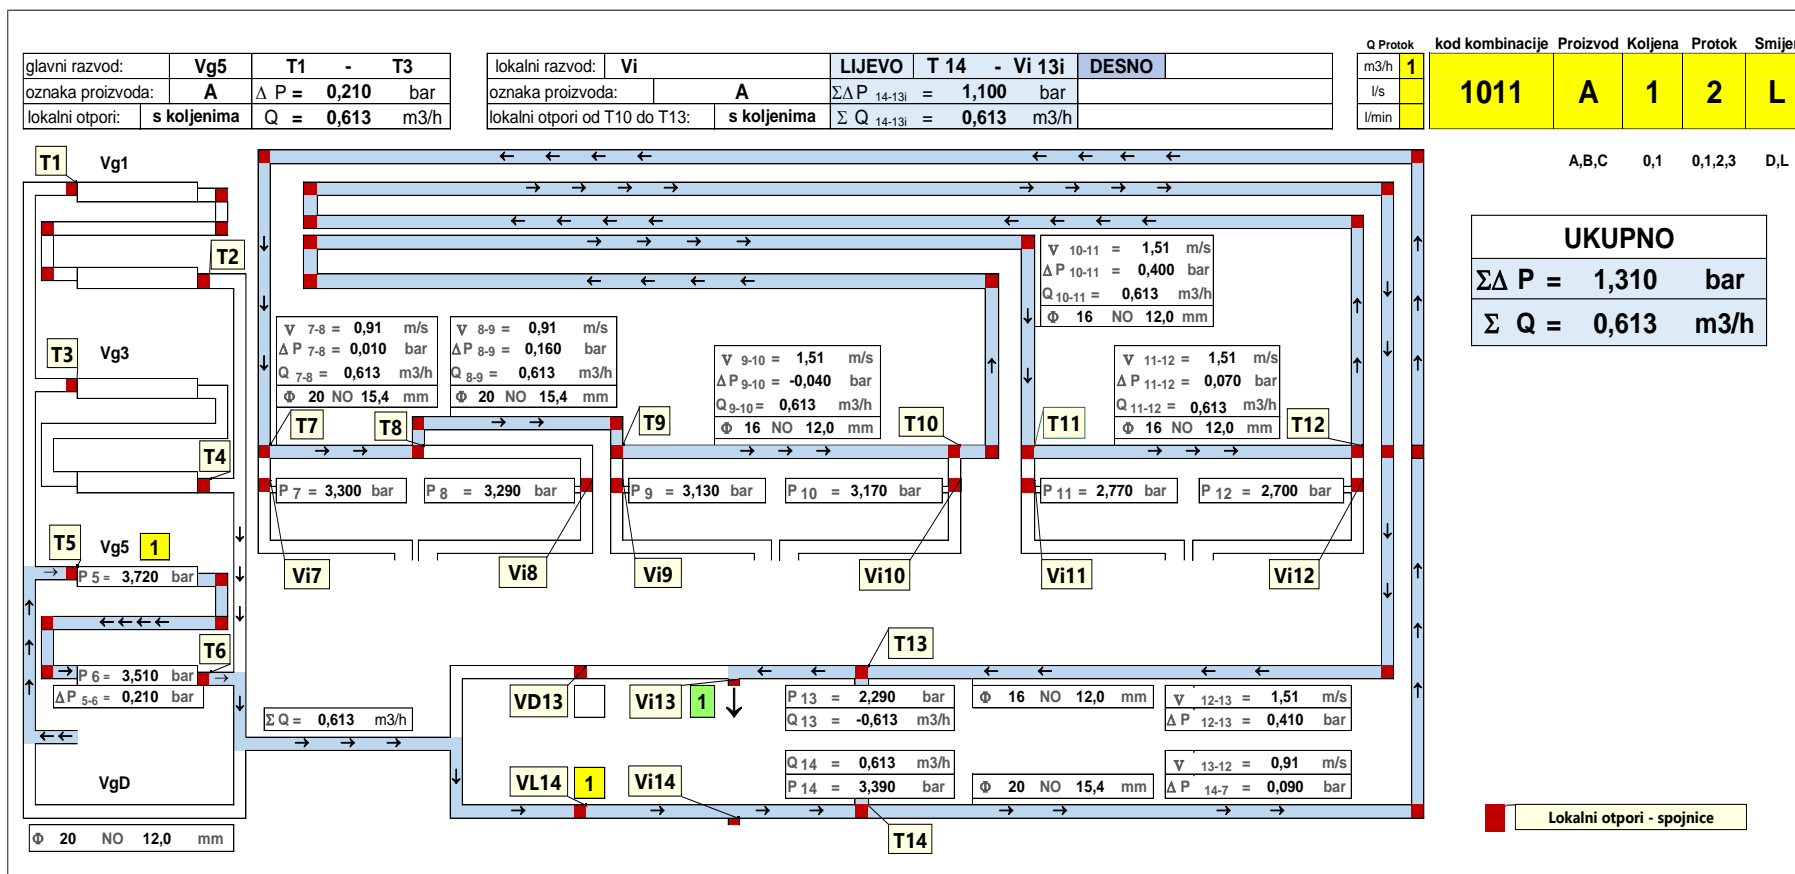 Q Protok kod kombinacije Proizvod Koljena Protok Smijer
glavni razvod: Vg5 T1 - T3
oznaka proizvoda: A Δ P = 0,210 bar
lokalni otpori: s koljenima Q = 0,613 m3/h
lokalni razvod: Vi LIJEVO T 14 - Vi 13i DESNO
oznaka proizvoda: A ΣΔP 14-13i = 1,100 bar
lokalni otpori od T10 do T13: s koljenima Σ Q 14-13i = 0,613 m3/h
m3/h 1
l/s
l/min
1011 A 1 2 L
A,B,C 0,1 0,1,2,3 D,L
UKUPNO
ΣΔ P = 1,310 bar
Σ Q = 0,613 m3/h
T1 Vg1
T2
T3 Vg3
T4
T5 Vg5 1
P 5 = 3,720 bar
T6
P 6 = 3,510 bar
ΔP 5-6 = 0,210 bar
VgD
Φ 20 NO 12,0 mm
V 7-8 = 0,91 m/s
Δ P 7-8 = 0,010 bar
Q 7-8 = 0,613 m3/h
Φ 20 NO 15,4 mm
V 8-9 = 0,91 m/s
Δ P 8-9 = 0,160 bar
Q 8-9 = 0,613 m3/h
Φ 20 NO 15,4 mm
V 9-10 = 1,51 m/s
Δ P 9-10 = -0,040 bar
Q 9-10 = 0,613 m3/h
Φ 16 NO 12,0 mm
V 10-11 = 1,51 m/s
Δ P 10-11 = 0,400 bar
Q 10-11 = 0,613 m3/h
Φ 16 NO 12,0 mm
V 11-12 = 1,51 m/s
Δ P 11-12 = 0,070 bar
Q 11-12 = 0,613 m3/h
Φ 16 NO 12,0 mm
T7 T8 T9 T10 T11 T12
P 7 = 3,300 bar
P 8 = 3,290 bar
P 9 = 3,130 bar
P 10 = 3,170 bar
P 11 = 2,770 bar
P 12 = 2,700 bar
Vi7 Vi8 Vi9 Vi10 Vi11 Vi12
T13
VD13 Vi13 1
P 13 = 2,290 bar
Q 13 = -0,613 m3/h
Φ 16 NO 12,0 mm
V 12-13 = 1,51 m/s
Δ P 12-13 = 0,410 bar
Σ Q = 0,613 m3/h
VL14 1 Vi14
Q 14 = 0,613 m3/h
P 14 = 3,390 bar
Φ 20 NO 15,4 mm
V 13-12 = 0,91 m/s
Δ P 14-7 = 0,090 bar
T14
Lokalni otpori - spojnice